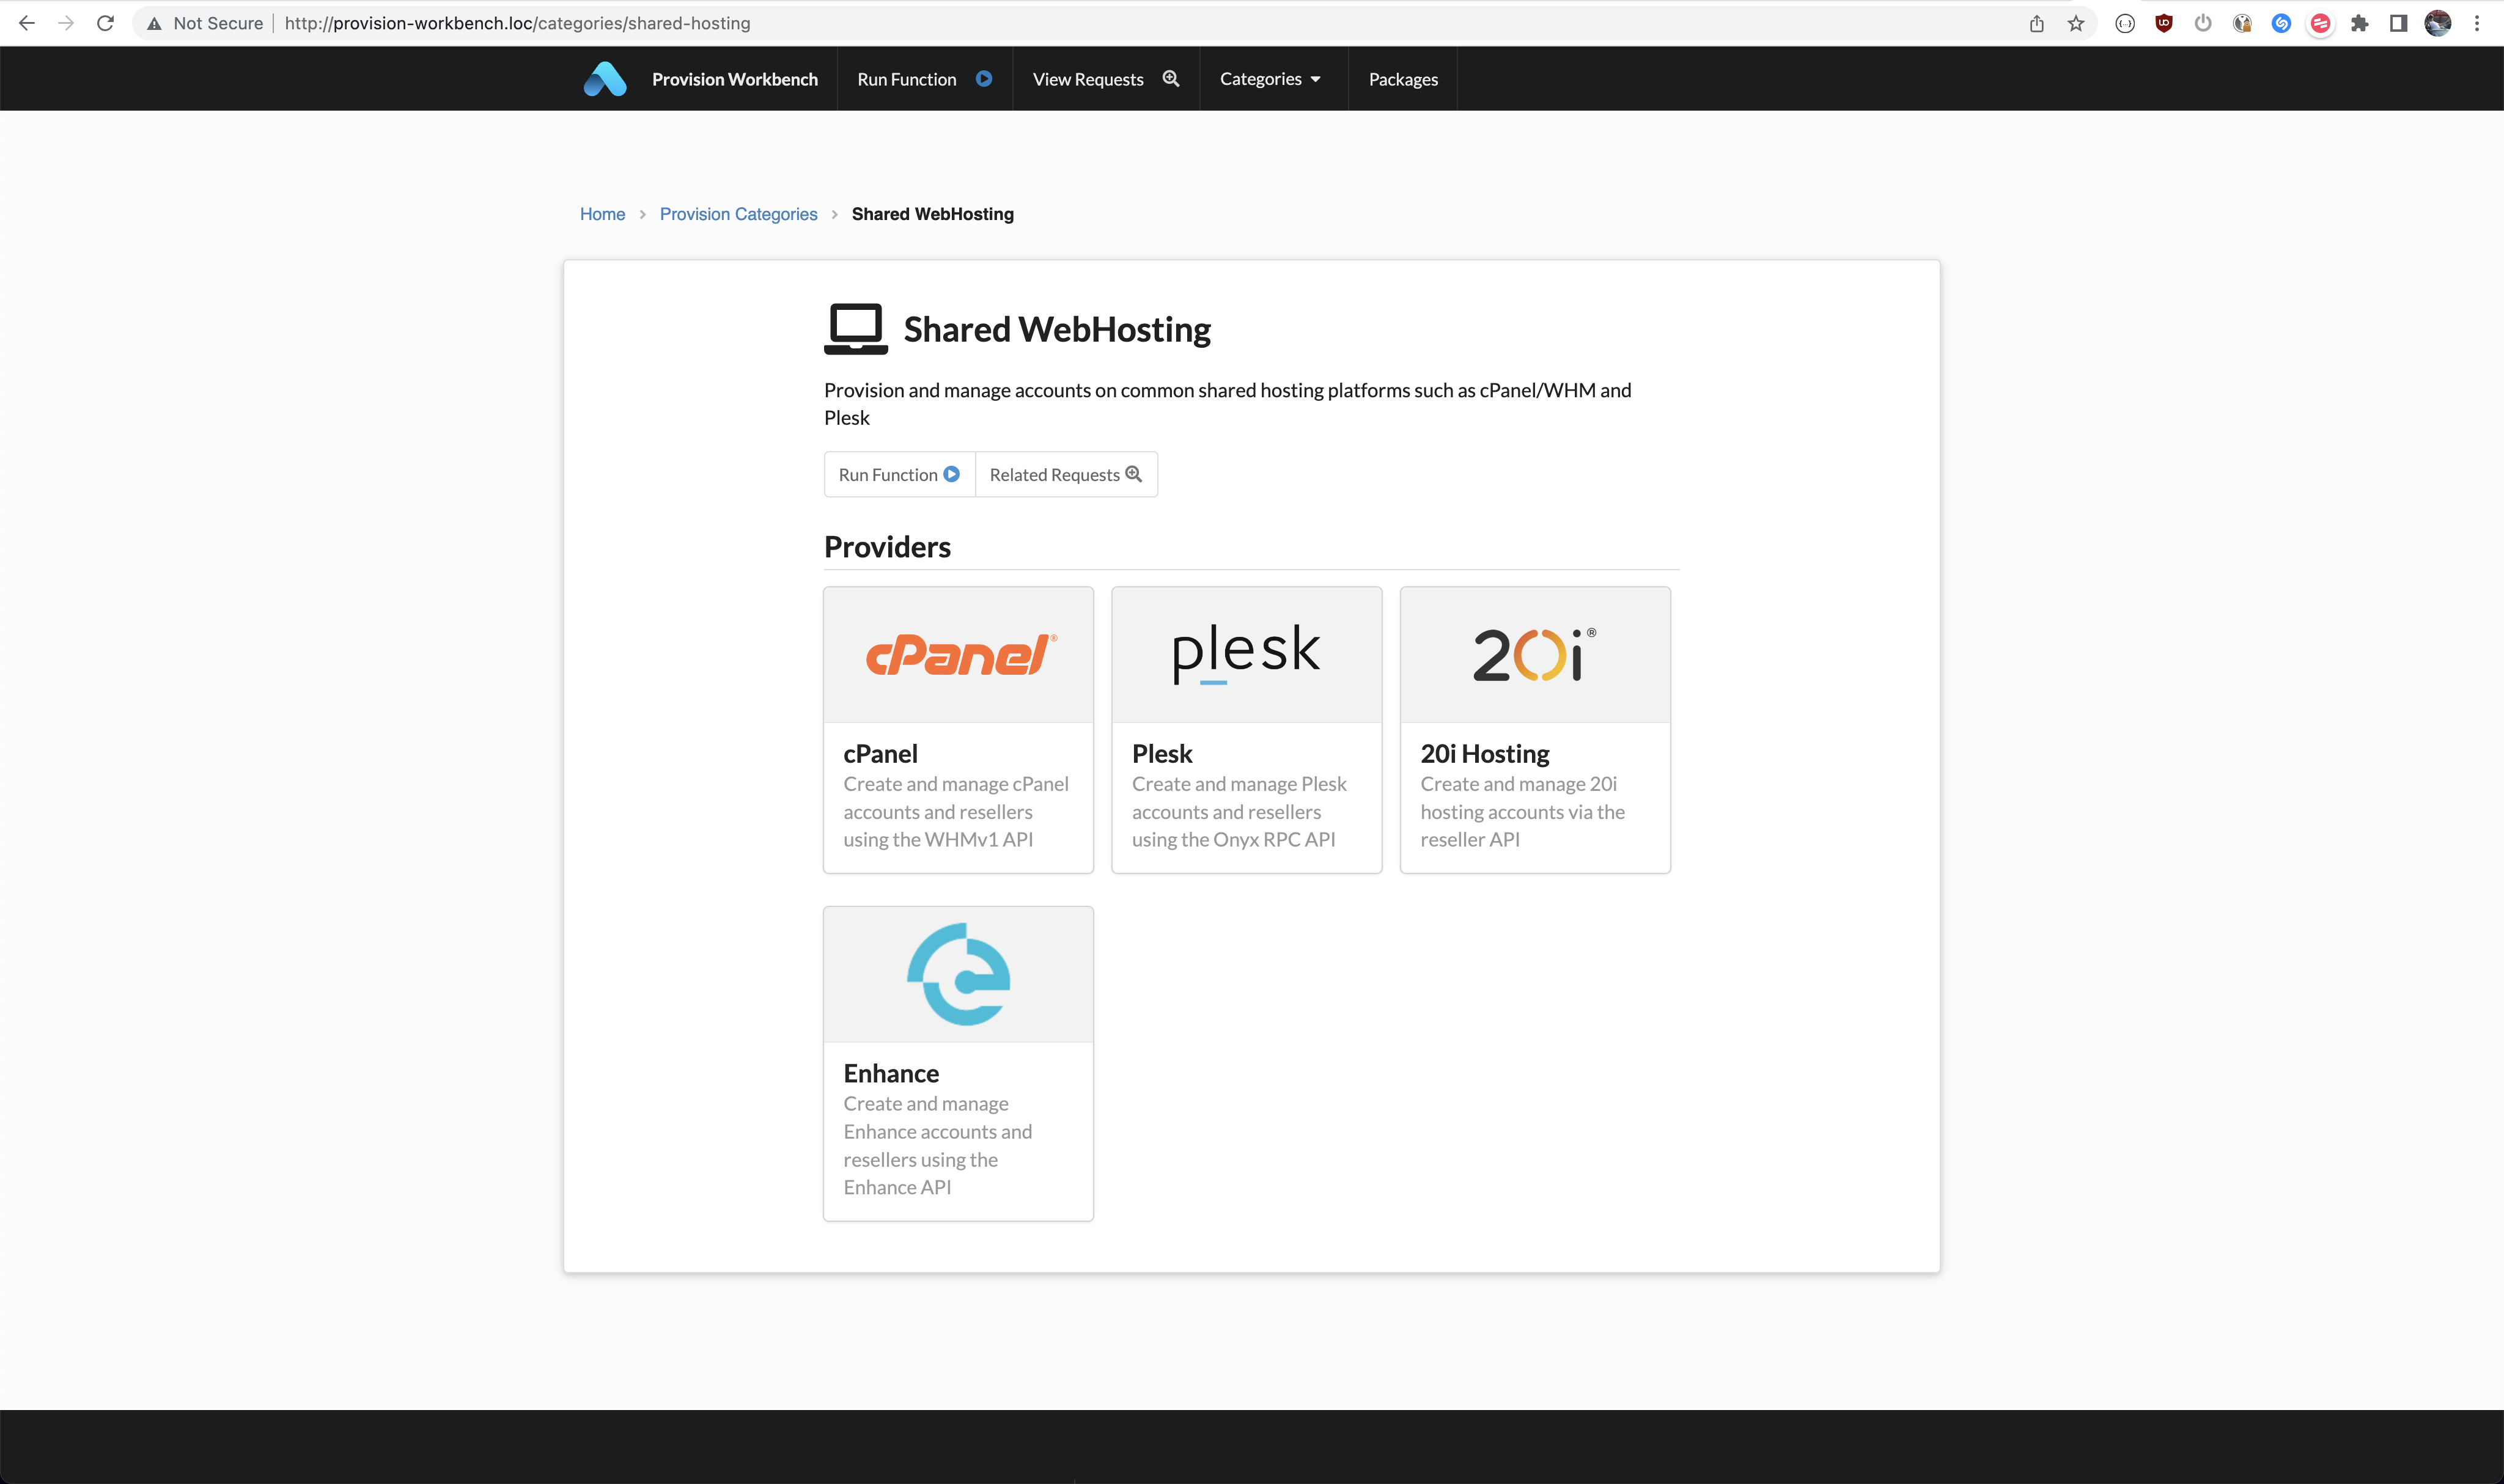 Not Secure http://provision-workbench.loc/categories/shared-hosting
Provision Workbench Run Function View Requests Categories Packages
Home Provision Categories Shared WebHosting
Shared WebHosting
Provision and manage accounts on common shared hosting platforms such as cPanel/WHM and
Plesk
Run Function Related Requests
Providers
cPanel®
plesk
20i®
cPanel
Create and manage cPanel
accounts and resellers
using the WHMv1 API
Plesk
Create and manage Plesk
accounts and resellers
using the Onyx RPC API
20i Hosting
Create and manage 20i
hosting accounts via the
reseller API
Enhance
Create and manage
Enhance accounts and
resellers using the
Enhance API